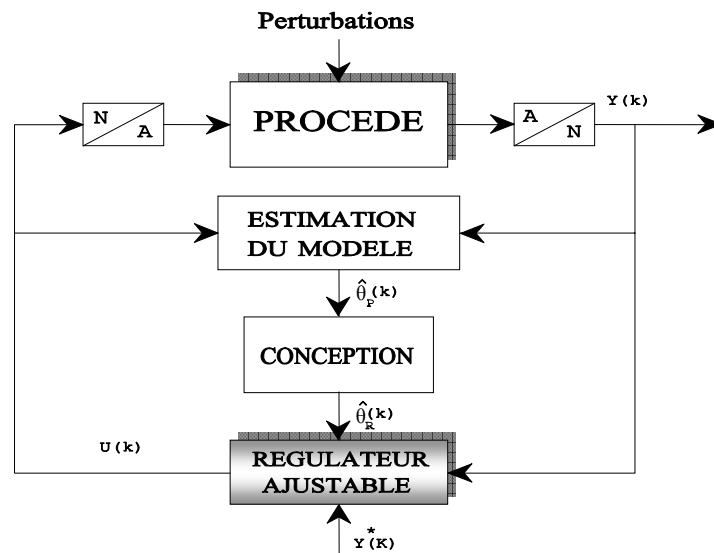 Perturbations
N
A
PROCEDE
A
N
Y(k)
ESTIMATION
DU MODELE
θ̂P(k)
CONCEPTION
θ̂R(k)
U(k)
REGULATEUR
AJUSTABLE
Y*(K)